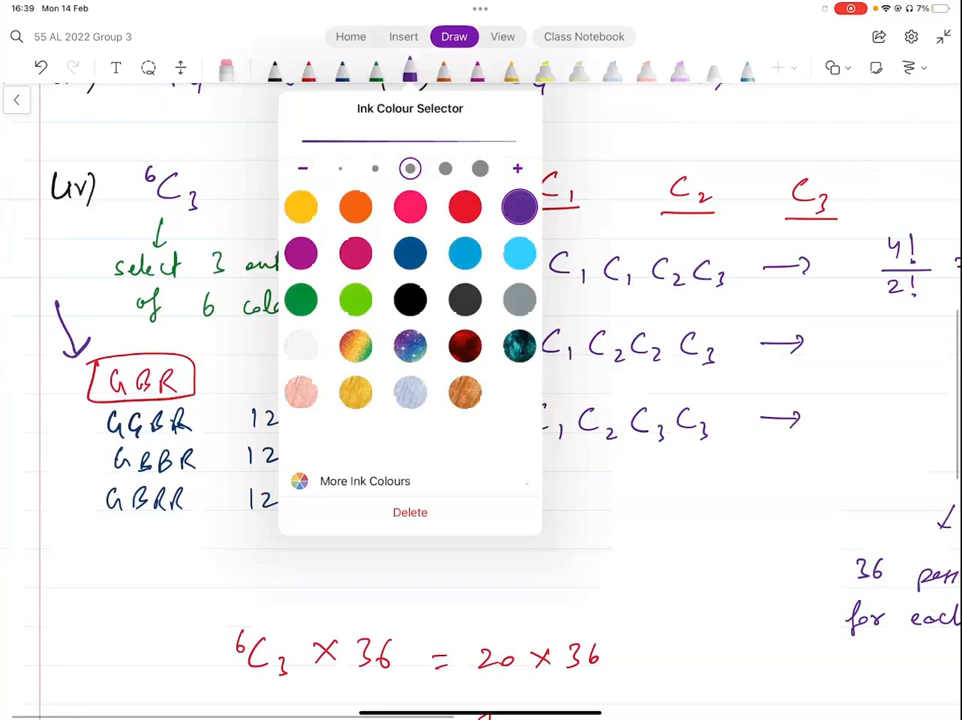 16:39 Mon 14 Feb
7%
55 AL 2022 Group 3
Home Insert Draw View Class Notebook
T
Ink Colour Selector
(iv) ⁶C₃
C₁ C₂ C₃
select 3 out
of 6 colo
C₁ C₁ C₂ C₃ → 4!/2!
C₁ C₂ C₂ C₃ →
C₁ C₂ C₃ C₃ →
GBR
GGBR 12
GBBR 12
GBRR 12
More Ink Colours
Delete
36
for each
⁶C₃ × 36 = 20 × 36